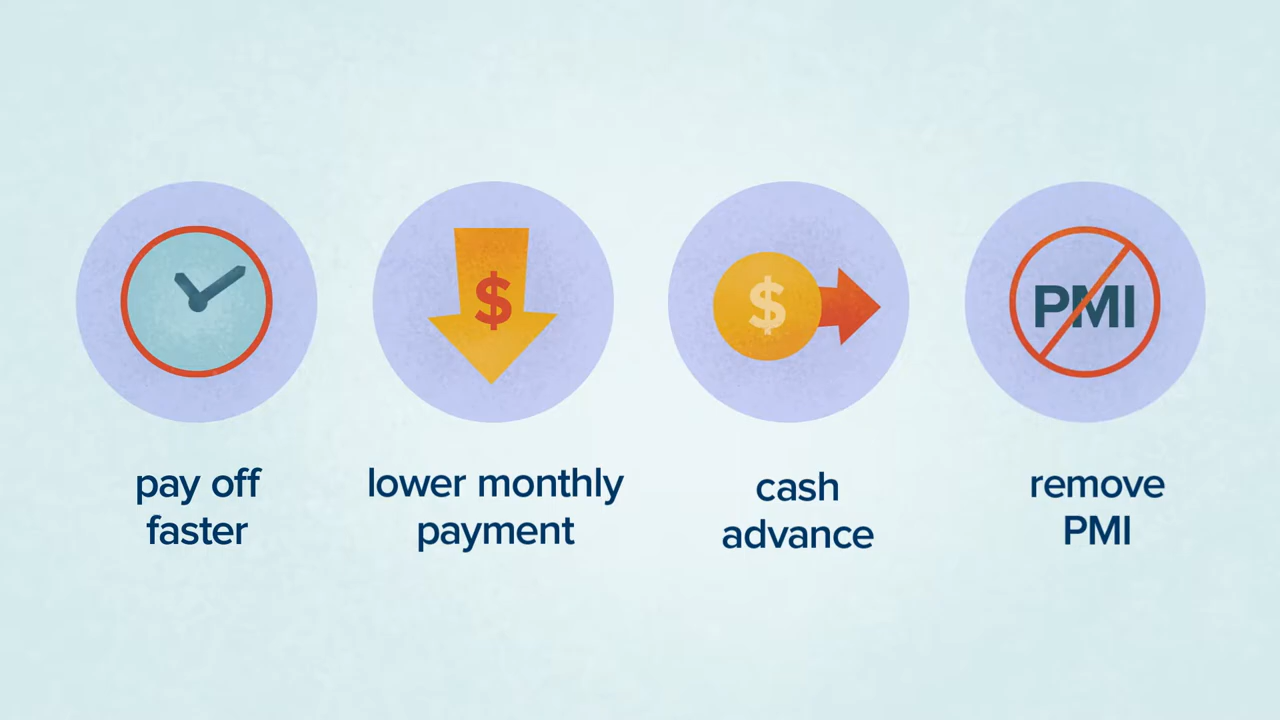 $
$
PMI
pay off
faster
lower monthly
payment
cash
advance
remove
PMI